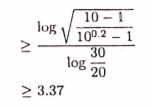 ≥ log √((10 − 1)/(10^0.2 − 1)) / log (30/20)
≥ 3.37